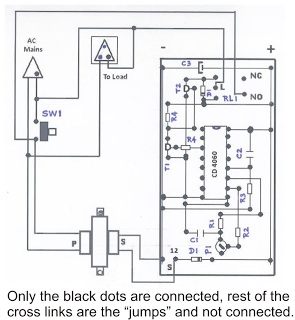 AC
Mains
To Load
SW1
- +
C3
NC
T2
L
RL1
NO
R4
R4
T1
CD 4060
C2
R3
R1
R2
C1
P1
P S
12 D1
S
Only the black dots are connected, rest of the
cross links are the "jumps" and not connected.